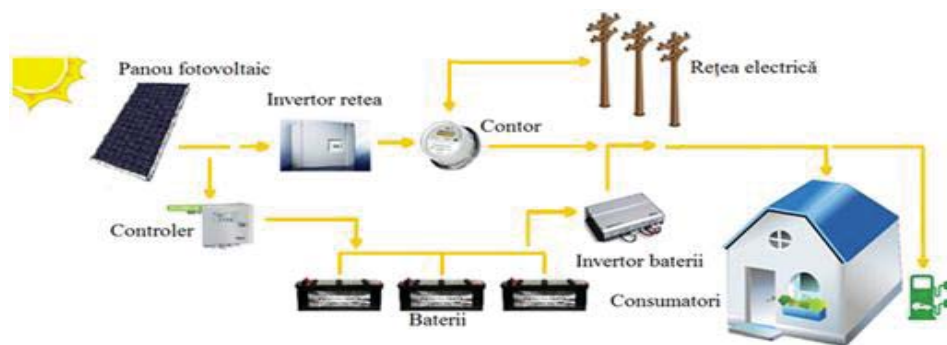 Panou fotovoltaic
Rețea electrică
Invertor retea
Contor
Controler
Invertor baterii
Consumatori
Baterii